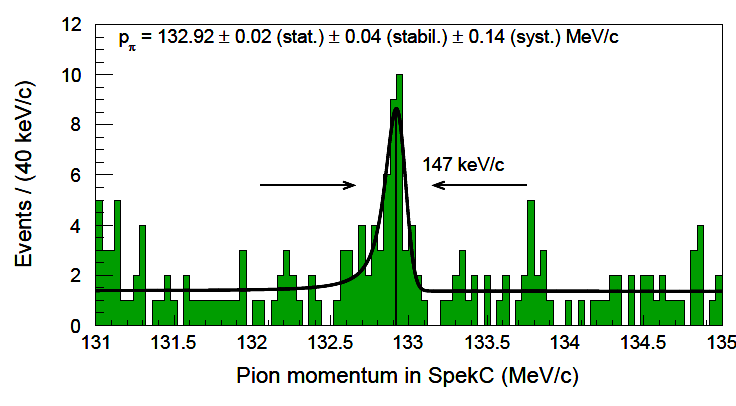 p_π = 132.92 ± 0.02 (stat.) ± 0.04 (stabil.) ± 0.14 (syst.) MeV/c
147 keV/c
Events / (40 keV/c)
12
10
8
6
4
2
0
131 131.5 132 132.5 133 133.5 134 134.5 135
Pion momentum in SpekC (MeV/c)